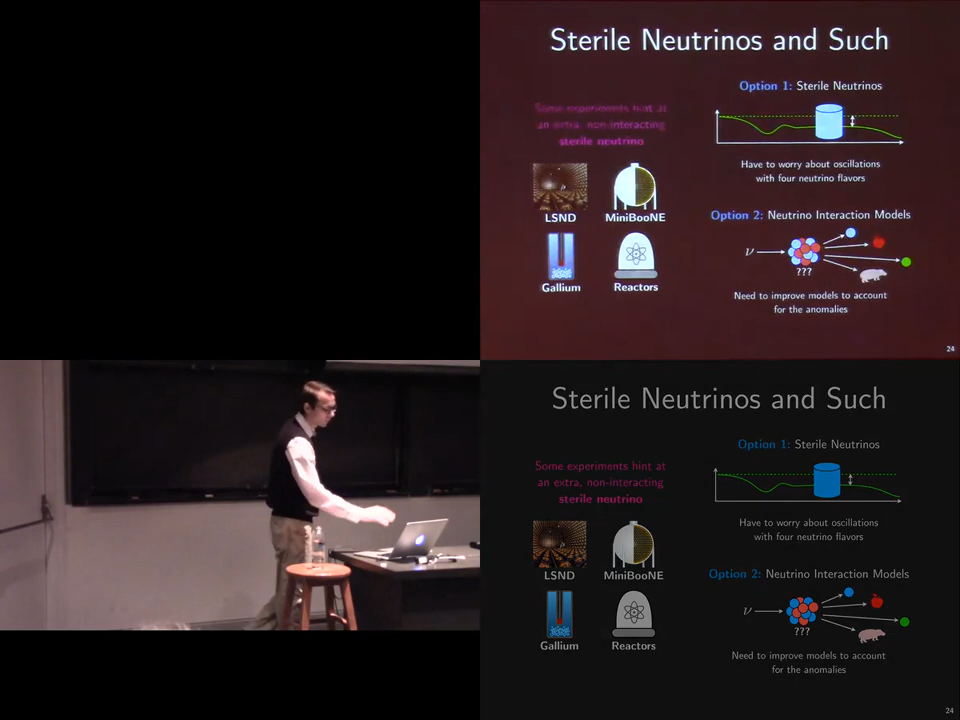 Sterile Neutrinos and Such
Some experiments hint at
an extra, non-interacting
sterile neutrino
LSND
MiniBooNE
Gallium
Reactors
Option 1: Sterile Neutrinos
Have to worry about oscillations
with four neutrino flavors
Option 2: Neutrino Interaction Models
ν
???
Need to improve models to account
for the anomalies
24
Sterile Neutrinos and Such
Some experiments hint at
an extra, non-interacting
sterile neutrino
LSND
MiniBooNE
Gallium
Reactors
Option 1: Sterile Neutrinos
Have to worry about oscillations
with four neutrino flavors
Option 2: Neutrino Interaction Models
ν
???
Need to improve models to account
for the anomalies
24